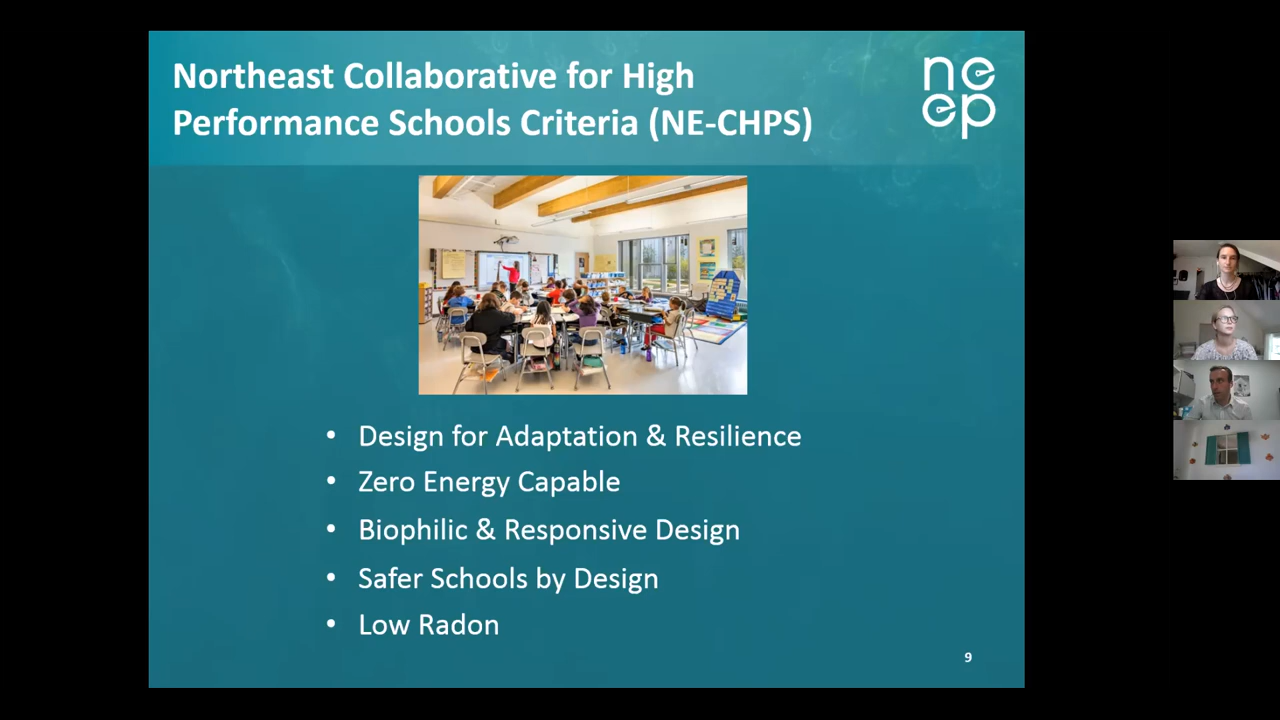 Northeast Collaborative for High
Performance Schools Criteria (NE-CHPS)
ne
ep
• Design for Adaptation & Resilience
• Zero Energy Capable
• Biophilic & Responsive Design
• Safer Schools by Design
• Low Radon
9